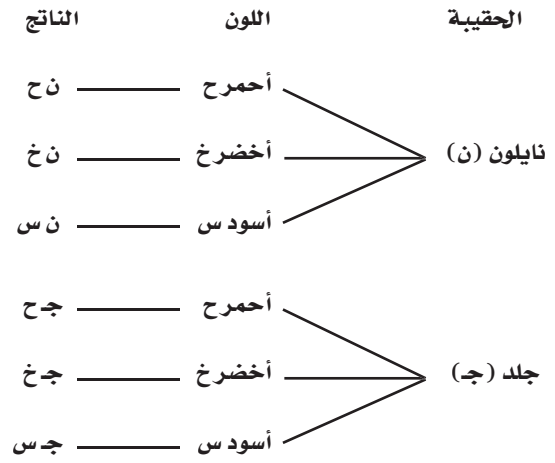 الحقيبة اللون الناتج
أحمر ح ن ح
نايلون (ن) أخضر خ ن خ
أسود س ن س
أحمر ح جـ ح
جلد (جـ) أخضر خ جـ خ
أسود س جـ س